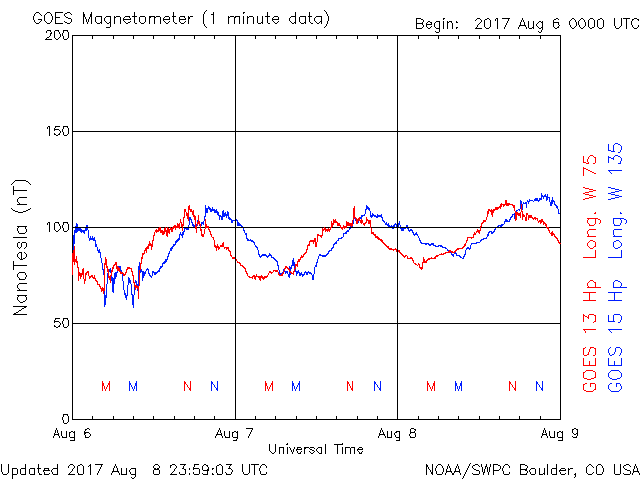 GOES Magnetometer (1 minute data)
Begin: 2017 Aug 6 0000 UTC
200
150
100
50
0
NanoTesla (nT)
M M N N M M N N M M N N
Aug 6 Aug 7 Aug 8 Aug 9
Universal Time
GOES 13 Hp Long. W 75
GOES 15 Hp Long. W 135
Updated 2017 Aug 8 23:59:03 UTC
NOAA/SWPC Boulder, CO USA